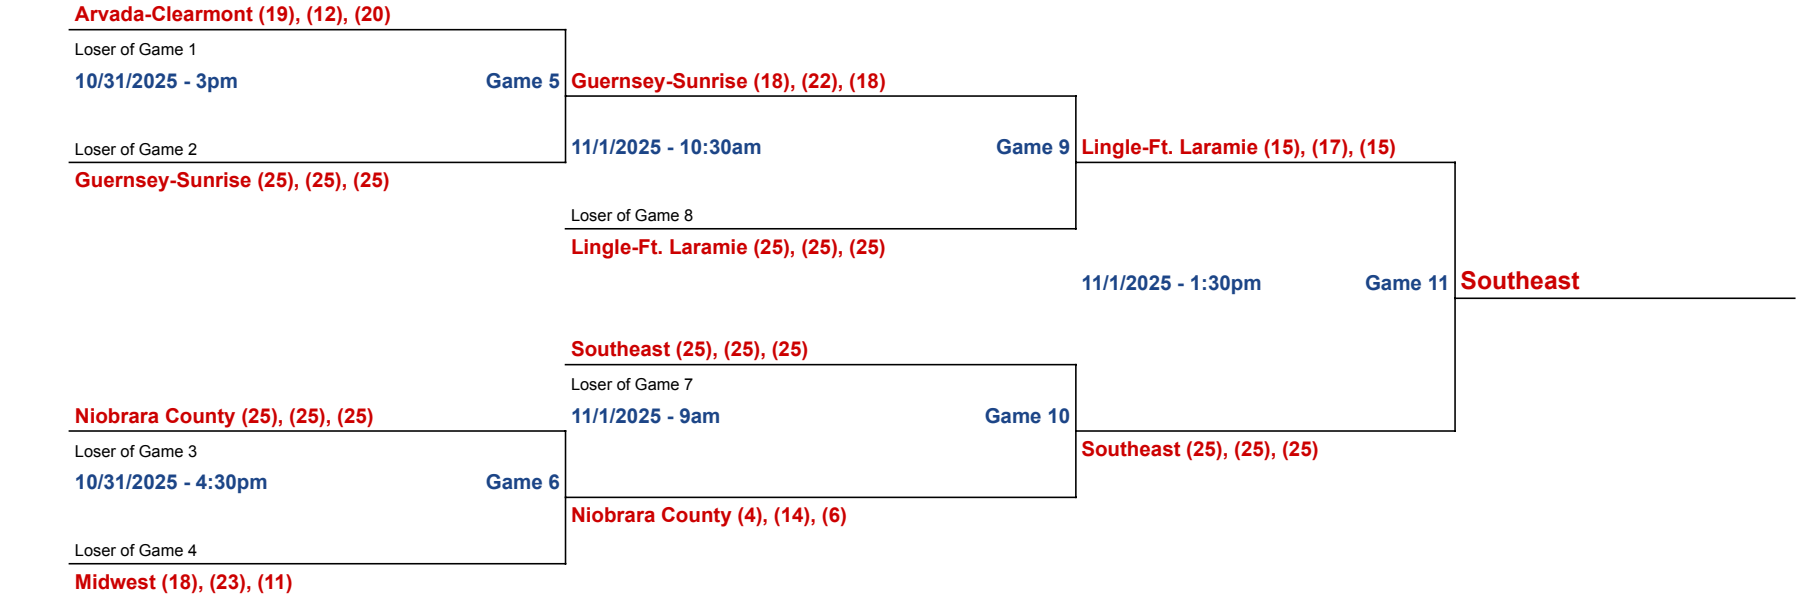 Arvada-Clearmont (19), (12), (20)
Loser of Game 1
10/31/2025 - 3pm
Game 5
Loser of Game 2
Guernsey-Sunrise (25), (25), (25)
Guernsey-Sunrise (18), (22), (18)
11/1/2025 - 10:30am
Game 9
Loser of Game 8
Lingle-Ft. Laramie (25), (25), (25)
Lingle-Ft. Laramie (15), (17), (15)
11/1/2025 - 1:30pm
Game 11
Southeast
Southeast (25), (25), (25)
Loser of Game 7
11/1/2025 - 9am
Game 10
Southeast (25), (25), (25)
Niobrara County (25), (25), (25)
Loser of Game 3
10/31/2025 - 4:30pm
Game 6
Niobrara County (4), (14), (6)
Loser of Game 4
Midwest (18), (23), (11)